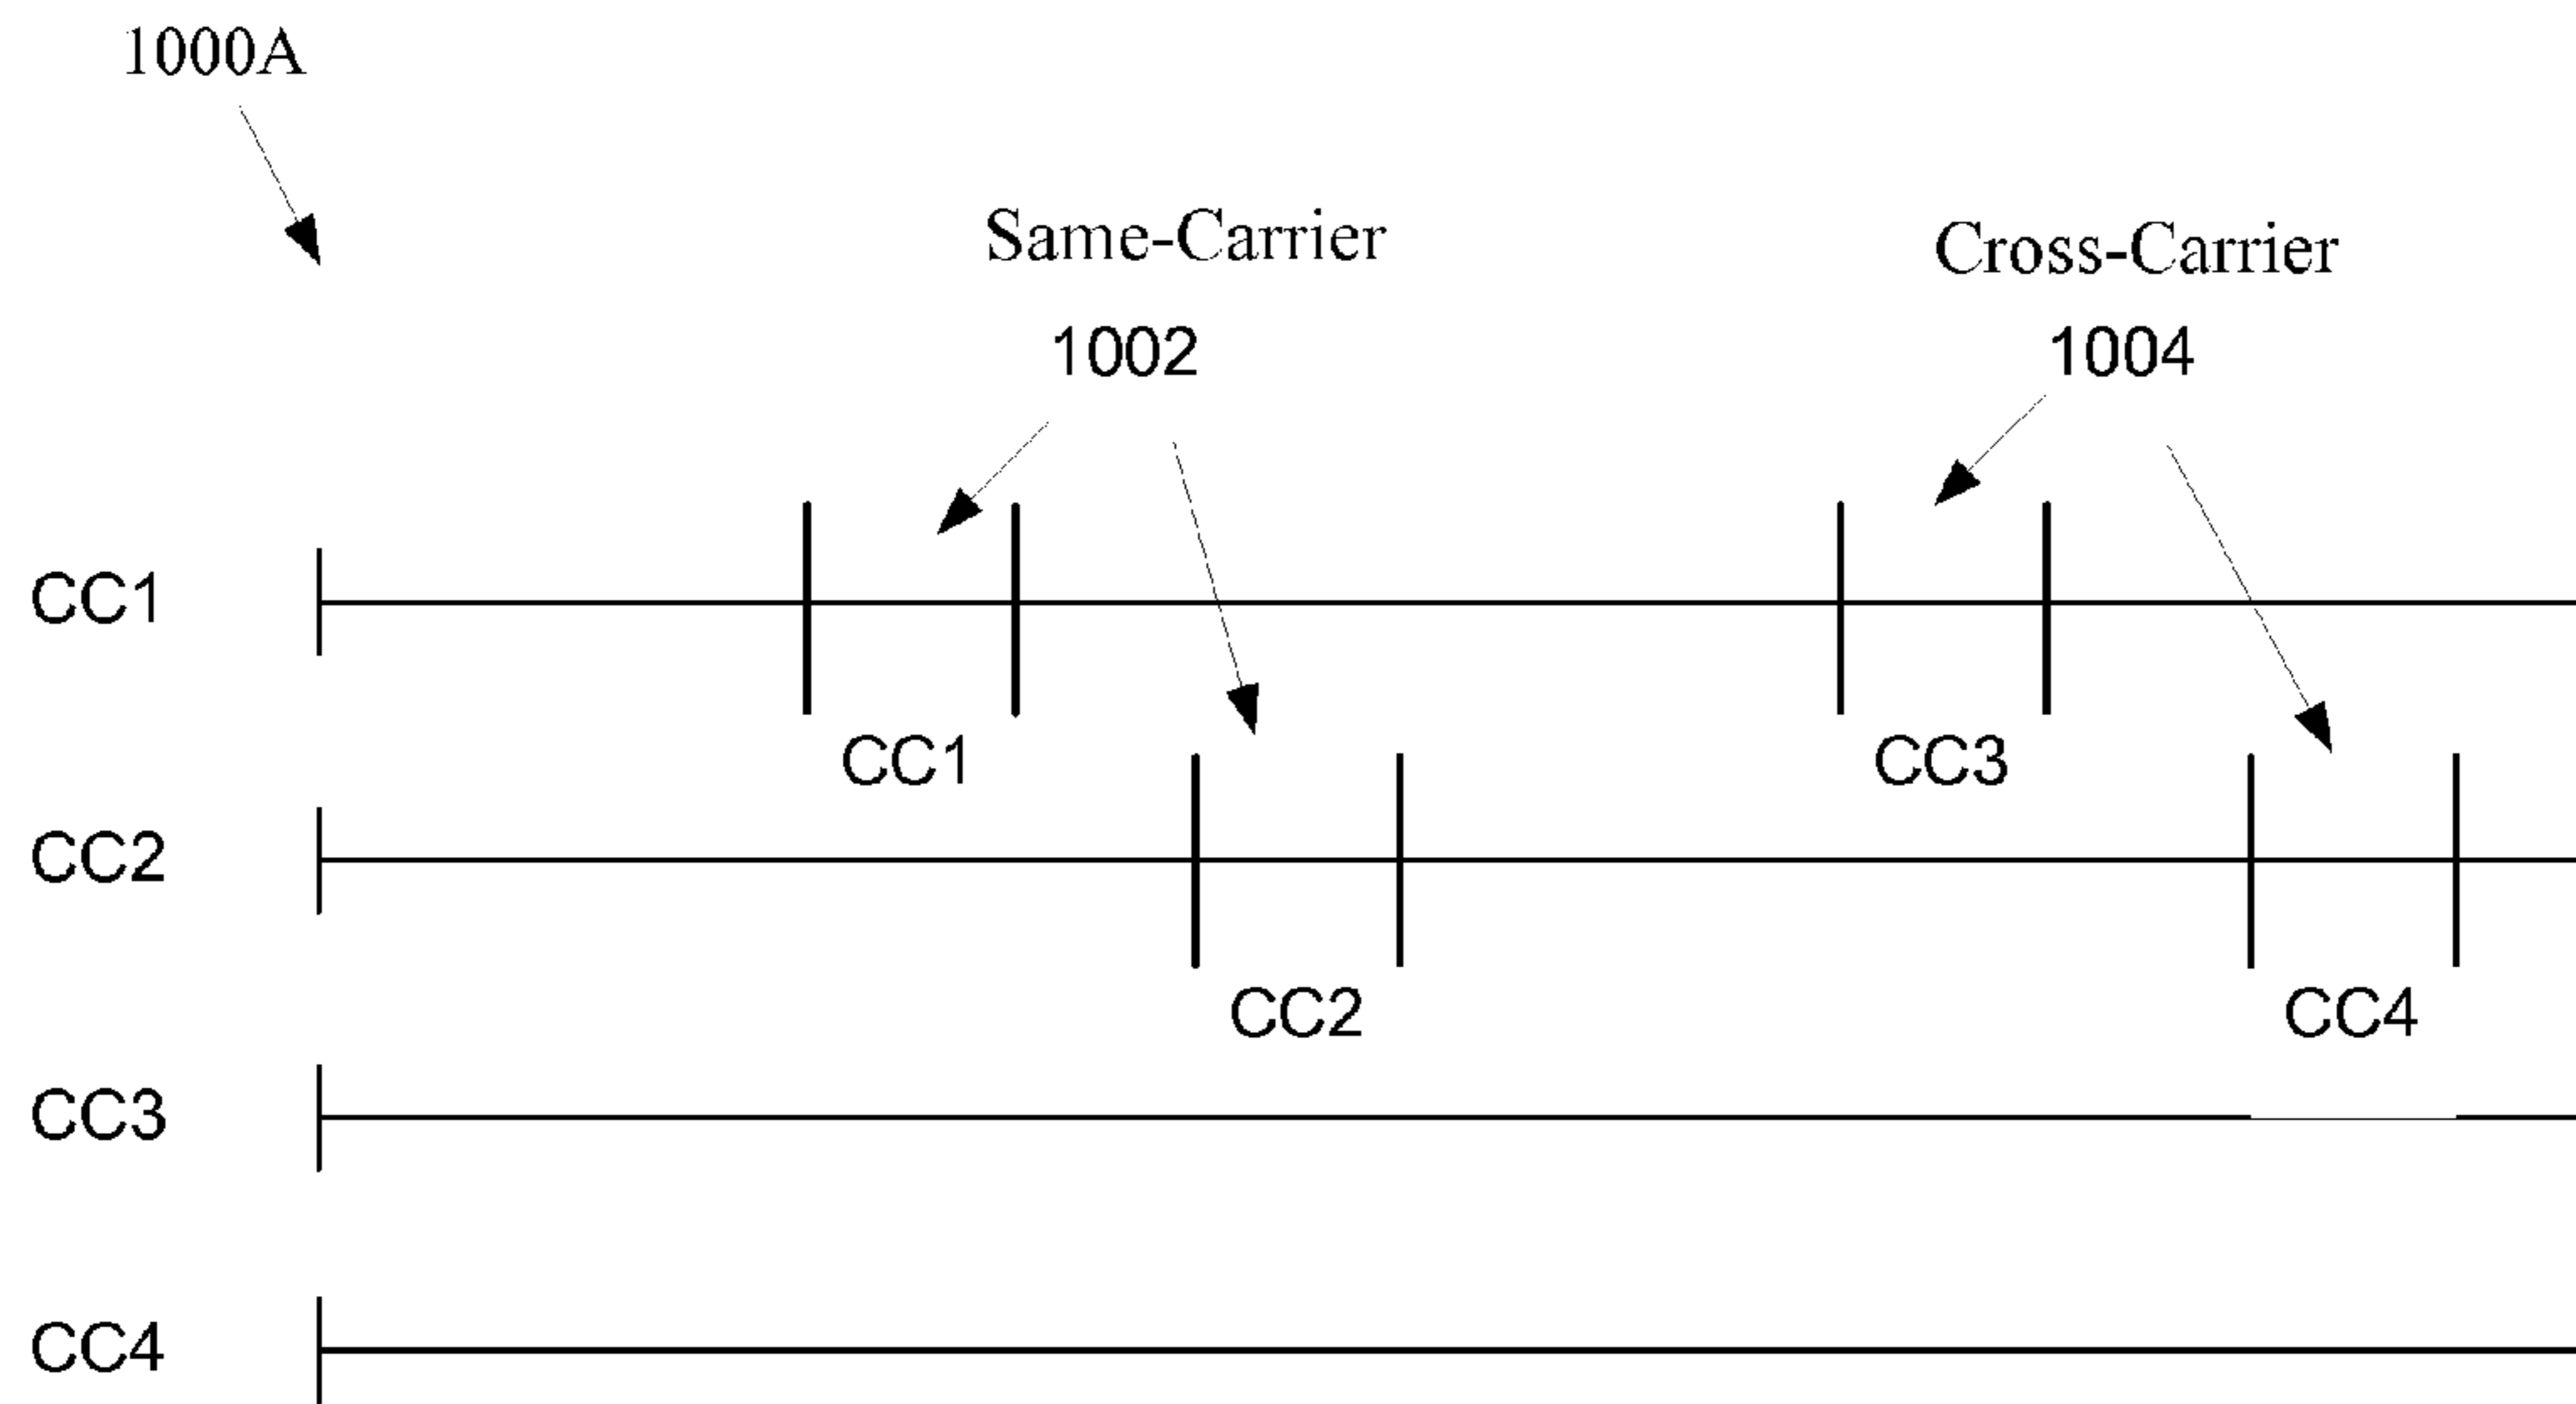 1000A
Same-Carrier
1002
Cross-Carrier
1004
CC1
CC1
CC3
CC2
CC2
CC4
CC3
CC4